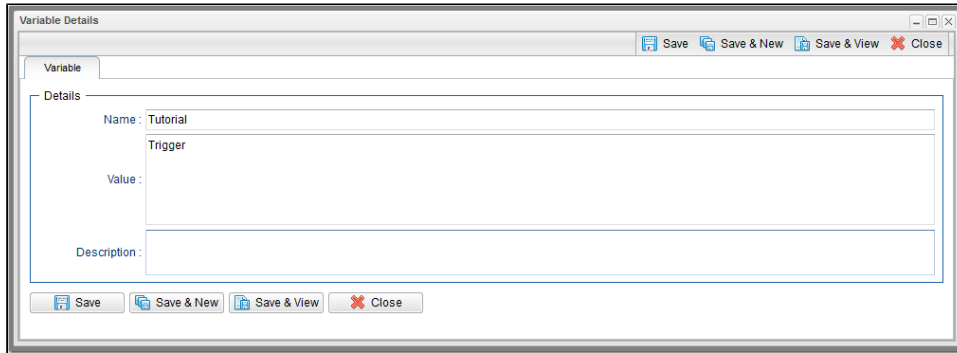 Variable Details
Save Save & New Save & View Close
Variable
Details
Name : Tutorial
Trigger
Value :
Description :
Save Save & New Save & View Close